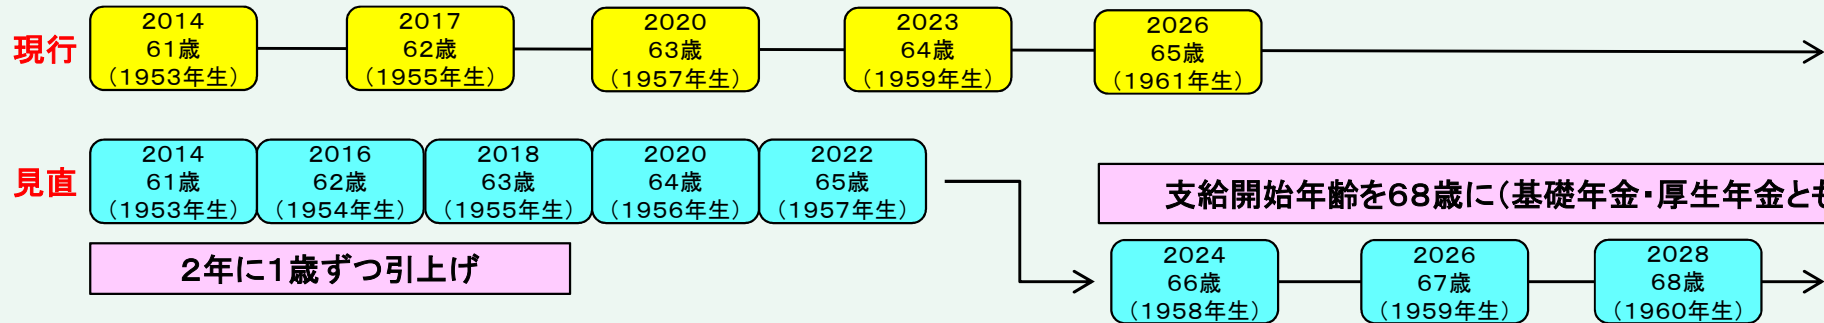 現行
2014
61歳
(1953年生)
2017
62歳
(1955年生)
2020
63歳
(1957年生)
2023
64歳
(1959年生)
2026
65歳
(1961年生)
見直
2014
61歳
(1953年生)
2016
62歳
(1954年生)
2018
63歳
(1955年生)
2020
64歳
(1956年生)
2022
65歳
(1957年生)
2年に1歳ずつ引上げ
支給開始年齢を68歳に(基礎年金・厚生年金とも
2024
66歳
(1958年生)
2026
67歳
(1959年生)
2028
68歳
(1960年生)